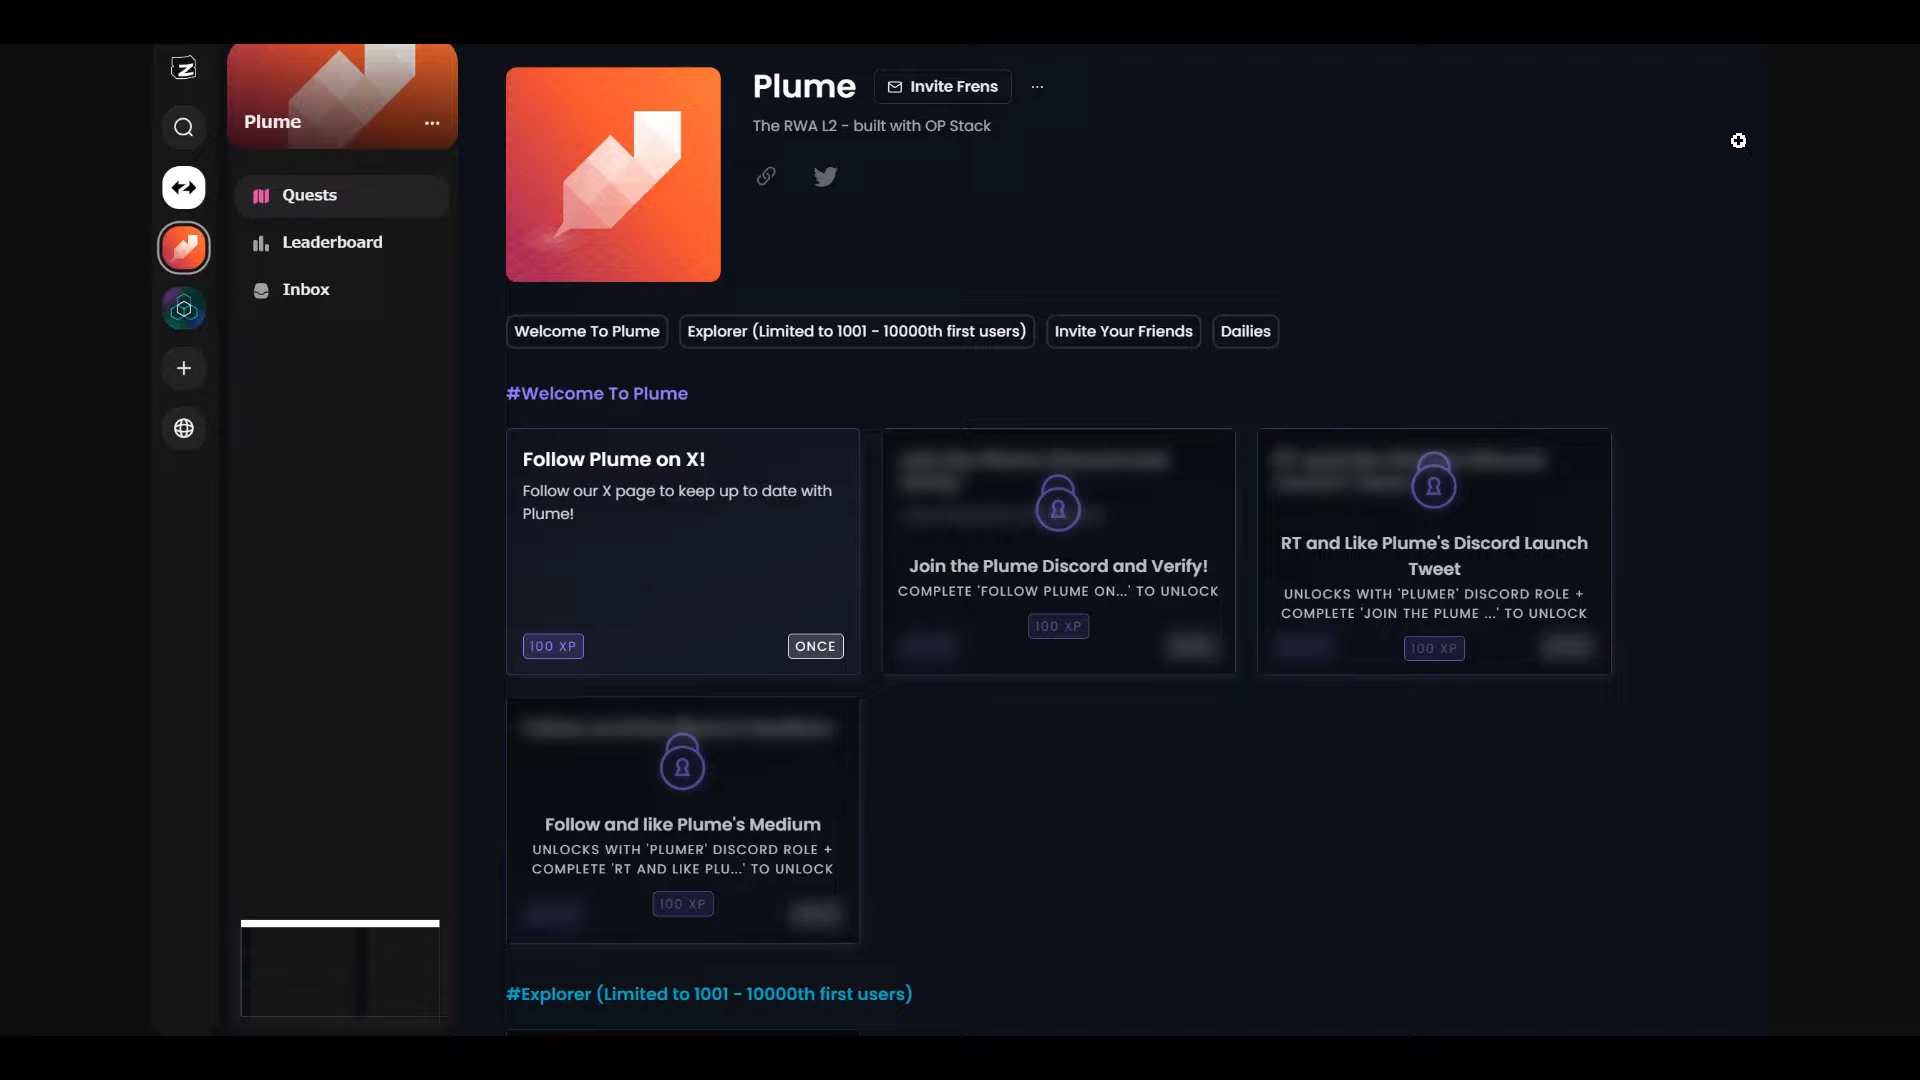 Plume
Quests
Leaderboard
Inbox
Plume
Invite Frens
The RWA L2 - built with OP Stack
Welcome To Plume
Explorer (Limited to 1001 - 10000th first users)
Invite Your Friends
Dailies
#Welcome To Plume
Follow Plume on X!
Follow our X page to keep up to date with
Plume!
100 XP
ONCE
Join the Plume Discord and Verify!
COMPLETE 'FOLLOW PLUME ON...' TO UNLOCK
100 XP
RT and Like Plume's Discord Launch
Tweet
UNLOCKS WITH 'PLUMER' DISCORD ROLE +
COMPLETE 'JOIN THE PLUME ...' TO UNLOCK
100 XP
Follow and like Plume's Medium
UNLOCKS WITH 'PLUMER' DISCORD ROLE +
COMPLETE 'RT AND LIKE PLU...' TO UNLOCK
100 XP
#Explorer (Limited to 1001 - 10000th first users)